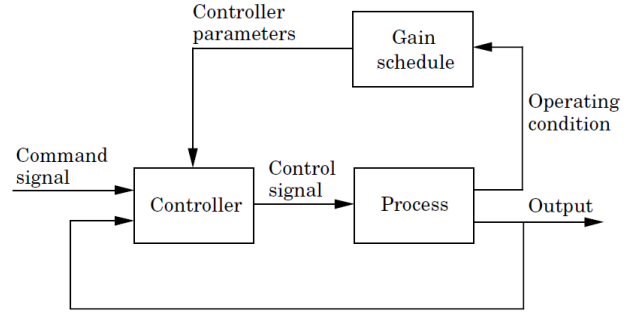 Controller
parameters
Gain
schedule
Operating
condition
Command
signal
Controller
Control
signal
Process
Output